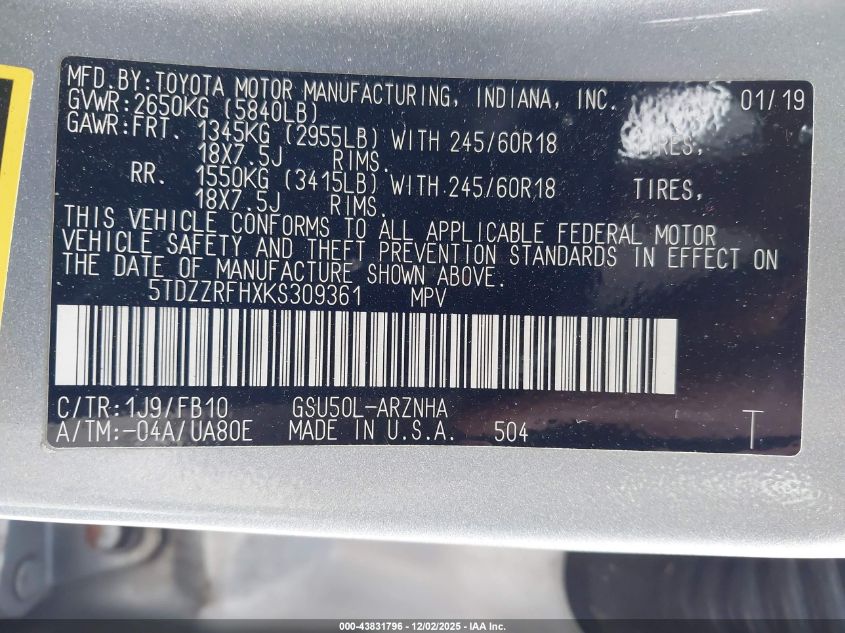 MFD. BY: TOYOTA MOTOR MANUFACTURING, INDIANA, INC. 01/19
GVWR: 2650KG (5840LB)
GAWR: FRT. 1345KG (2955LB) WITH 245/60R18 TIRES,
18X7.5J RIMS.
RR. 1550KG (3415LB) WITH 245/60R18 TIRES,
18X7.5J RIMS.
THIS VEHICLE CONFORMS TO ALL APPLICABLE FEDERAL MOTOR
VEHICLE SAFETY AND THEFT PREVENTION STANDARDS IN EFFECT ON
THE DATE OF MANUFACTURE SHOWN ABOVE.
5TDZZRFHXKS309361 MPV
C/TR: 1J9/FB10 GSU50L-ARZNHA
A/TM:-04A/UA80E MADE IN U.S.A. 504 T
000-43831796 - 12/02/2025 - IAA Inc.